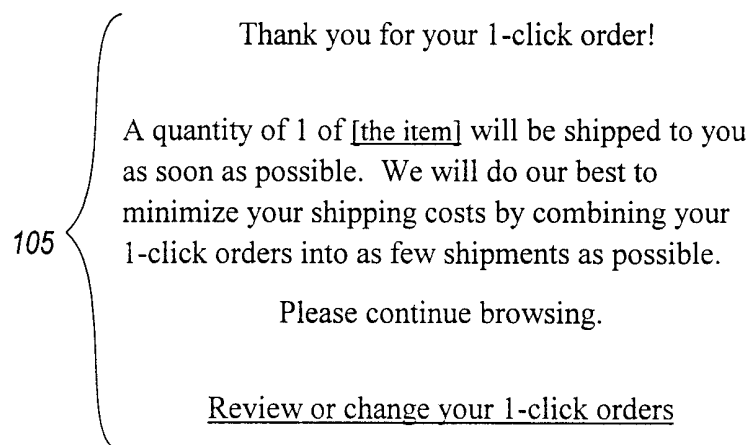 Thank you for your 1-click order!
A quantity of 1 of [the item] will be shipped to you
as soon as possible. We will do our best to
minimize your shipping costs by combining your
105
1-click orders into as few shipments as possible.
Please continue browsing.
Review or change your 1-click orders